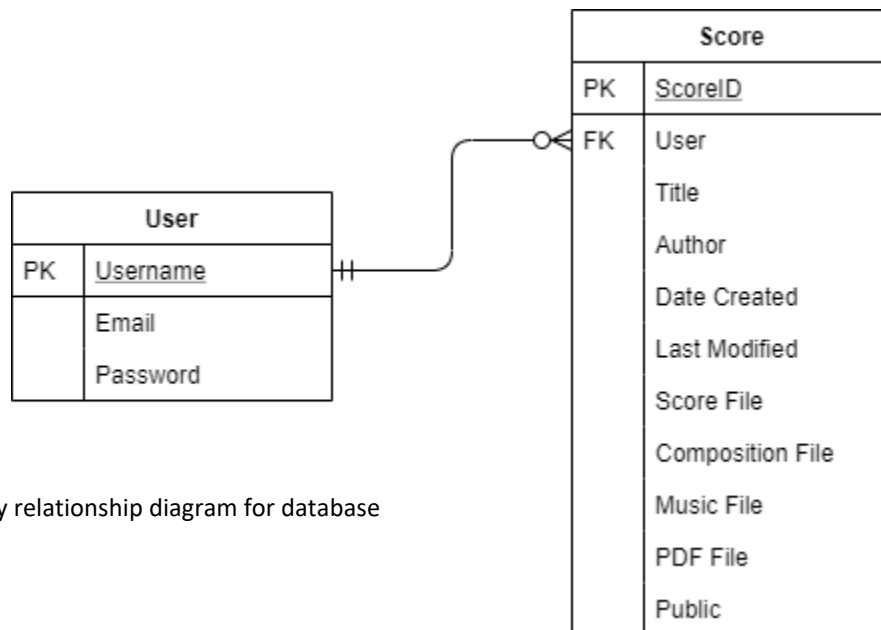 Score
PK ScoreID
FK User
Title
Author
Date Created
Last Modified
Score File
Composition File
Music File
PDF File
Public
User
PK Username
Email
Password
relationship diagram for database